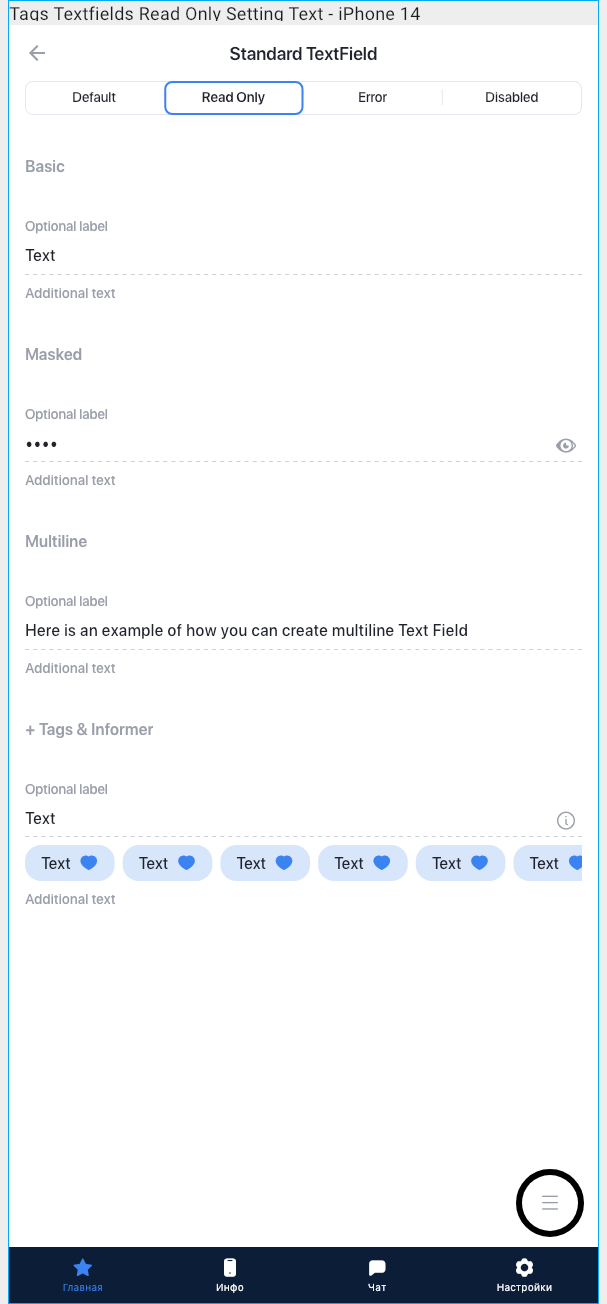 Tags Textfields Read Only Setting Text - iPhone 14
Standard TextField
Default Read Only Error Disabled
Basic
Optional label
Text
Additional text
Masked
Optional label
••••
Additional text
Multiline
Optional label
Here is an example of how you can create multiline Text Field
Additional text
+ Tags & Informer
Optional label
Text
Text Text Text Text Text Text
Additional text
Главная Инфо Чат Настройки